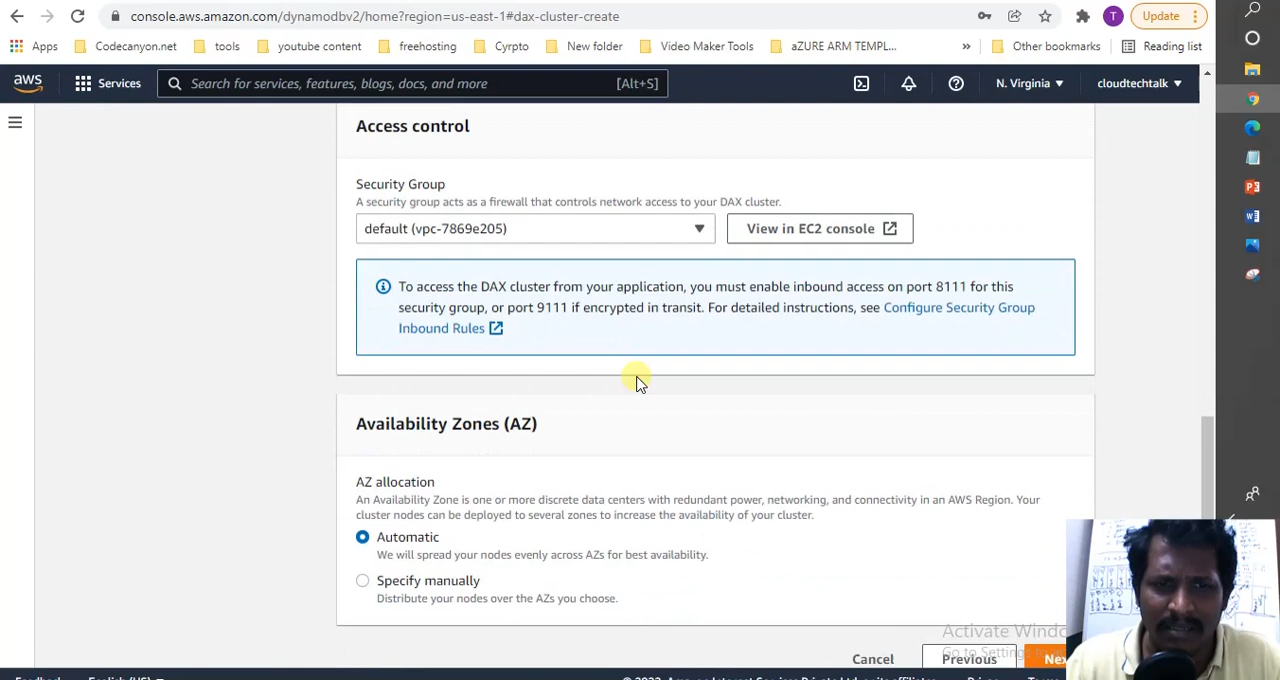 console.aws.amazon.com/dynamodbv2/home?region=us-east-1#dax-cluster-create
T
Update
Apps
Codecanyon.net
tools
youtube content
freehosting
Cyrpto
New folder
Video Maker Tools
aZURE ARM TEMPL...
»
Other bookmarks
Reading list
aws
Services
Search for services, features, blogs, docs, and more
[Alt+S]
N. Virginia
cloudtechtalk
Access control
Security Group
A security group acts as a firewall that controls network access to your DAX cluster.
default (vpc-7869e205)
View in EC2 console
To access the DAX cluster from your application, you must enable inbound access on port 8111 for this
security group, or port 9111 if encrypted in transit. For detailed instructions, see Configure Security Group
Inbound Rules
Availability Zones (AZ)
AZ allocation
An Availability Zone is one or more discrete data centers with redundant power, networking, and connectivity in an AWS Region. Your
cluster nodes can be deployed to several zones to increase the availability of your cluster.
Automatic
We will spread your nodes evenly across AZs for best availability.
Specify manually
Distribute your nodes over the AZs you choose.
Activate Windo
Go to Settings
Cancel
Previous
Nex